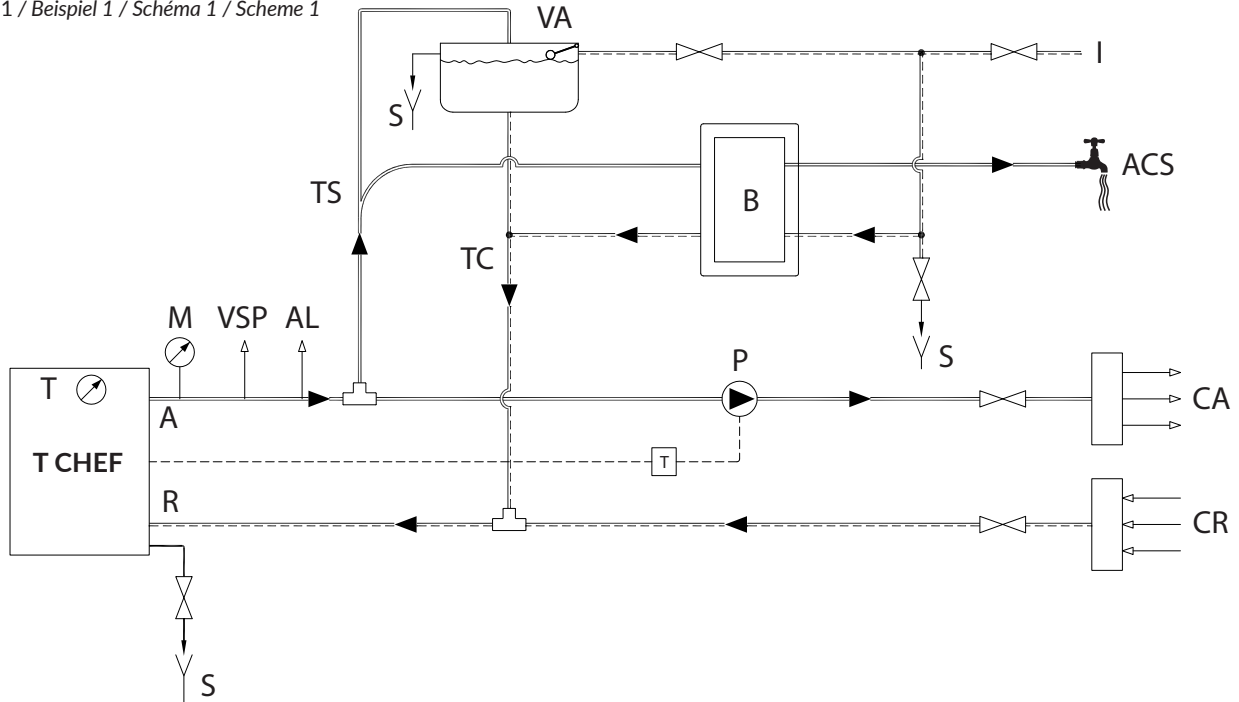 1 / Beispiel 1 / Schéma 1 / Scheme 1
VA
I
S
ACS
TS
B
TC
M VSP AL
S
P
T
A
CA
T CHEF
T
R
CR
S